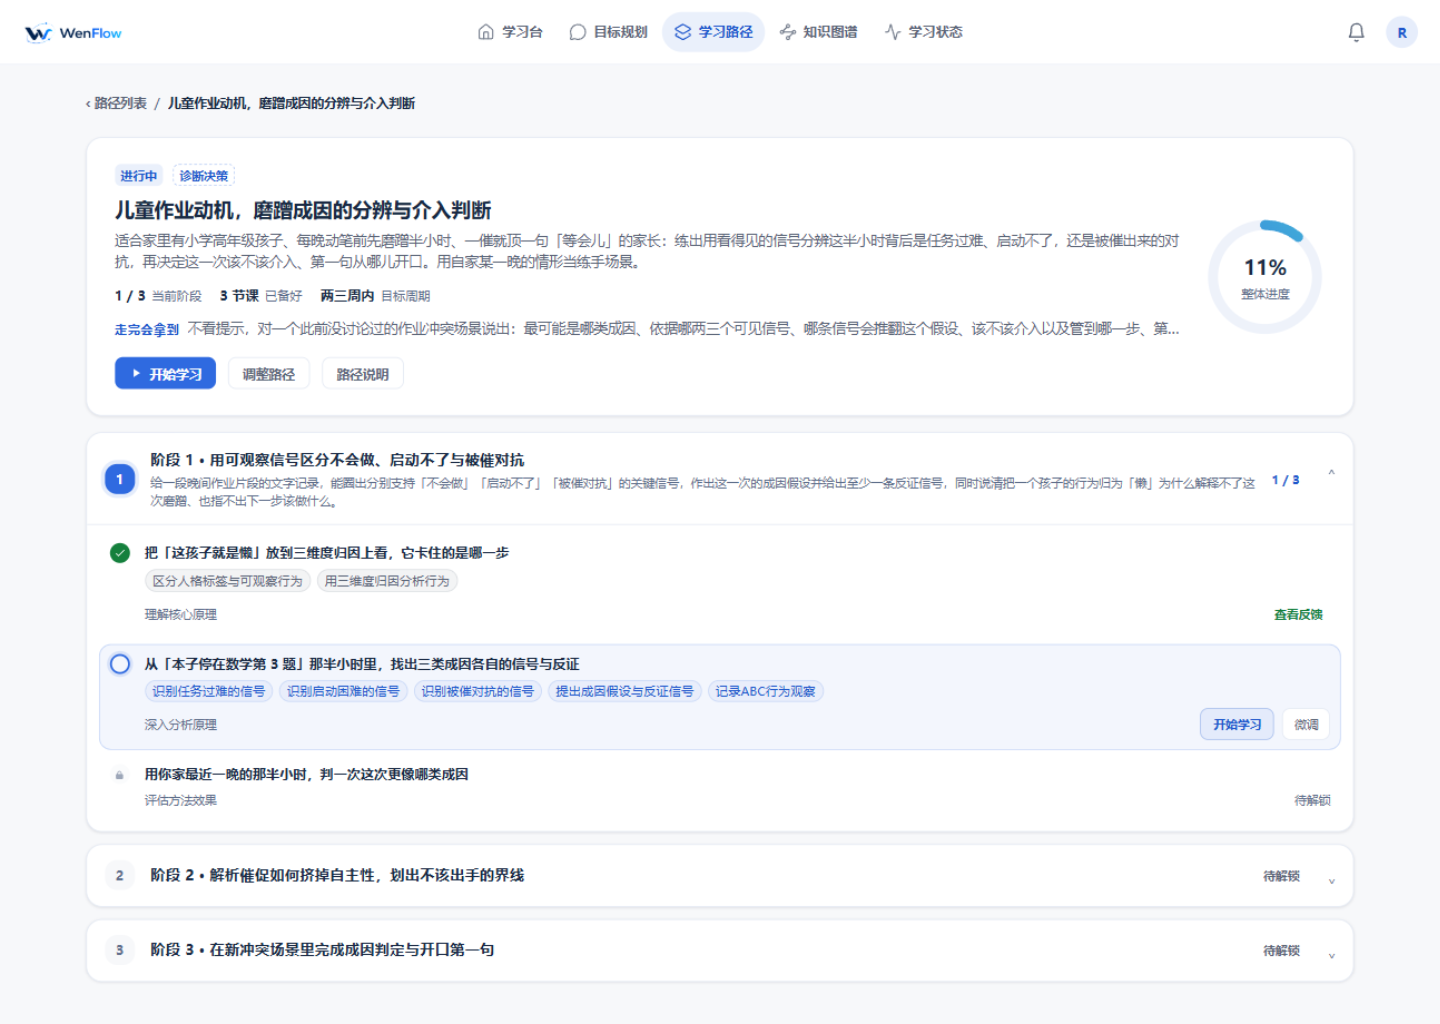 WenFlow
学习台
目标规划
学习路径
知识图谱
学习状态
R
‹ 路径列表 / 儿童作业动机，磨蹭成因的分辨与介入判断
进行中
诊断决策
儿童作业动机，磨蹭成因的分辨与介入判断
适合家里有小学高年级孩子、每晚动笔前先磨蹭半小时、一催就顶一句「等会儿」的家长：练出用看得见的信号分辨这半小时背后是任务过难、启动不了，还是被催出来的对
抗，再决定这一次该不该介入、第一句从哪儿开口。用自家某一晚的情形当练手场景。
1 / 3 当前阶段 3 节课 已备好 两三周内 目标周期
走完会拿到 不看提示，对一个此前没讨论过的作业冲突场景说出：最可能是哪类成因、依据哪两三个可见信号、哪条信号会推翻这个假设、该不该介入以及管到哪一步、第...
开始学习
调整路径
路径说明
11%
整体进度
1
阶段 1 • 用可观察信号区分不会做、启动不了与被催对抗
给一段晚间作业片段的文字记录，能圈出分别支持「不会做」「启动不了」「被催对抗」的关键信号，作出这一次的成因假设并给出至少一条反证信号，同时说清把一个孩子的行为归为「懒」为什么解释不了这
次磨蹭、也指不出下一步该做什么。
1 / 3
把「这孩子就是懒」放到三维度归因上看，它卡住的是哪一步
区分人格标签与可观察行为
用三维度归因分析行为
理解核心原理
查看反馈
从「本子停在数学第 3 题」那半小时里，找出三类成因各自的信号与反证
识别任务过难的信号
识别启动困难的信号
识别被催对抗的信号
提出成因假设与反证信号
记录ABC行为观察
深入分析原理
开始学习
微调
用你家最近一晚的那半小时，判一次这次更像哪类成因
评估方法效果
待解锁
2
阶段 2 • 解析催促如何挤掉自主性，划出不该出手的界线
待解锁
3
阶段 3 • 在新冲突场景里完成成因判定与开口第一句
待解锁